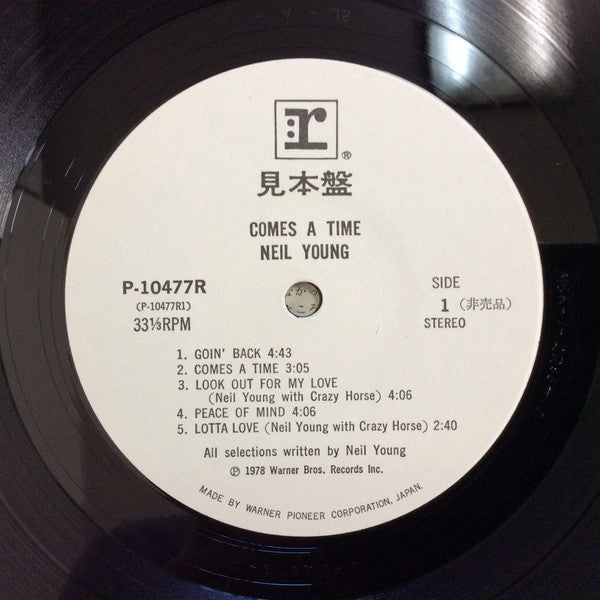 r
®
見本盤
COMES A TIME
NEIL YOUNG
P-10477R
(P-10477R1)
33⅓RPM
SIDE
1 (非売品)
STEREO
1. GOIN' BACK 4:43
2. COMES A TIME 3:05
3. LOOK OUT FOR MY LOVE
(Neil Young with Crazy Horse) 4:06
4. PEACE OF MIND 4:06
5. LOTTA LOVE (Neil Young with Crazy Horse) 2:40
All selections written by Neil Young
℗ 1978 Warner Bros. Records Inc.
MADE BY WARNER PIONEER CORPORATION, JAPAN.